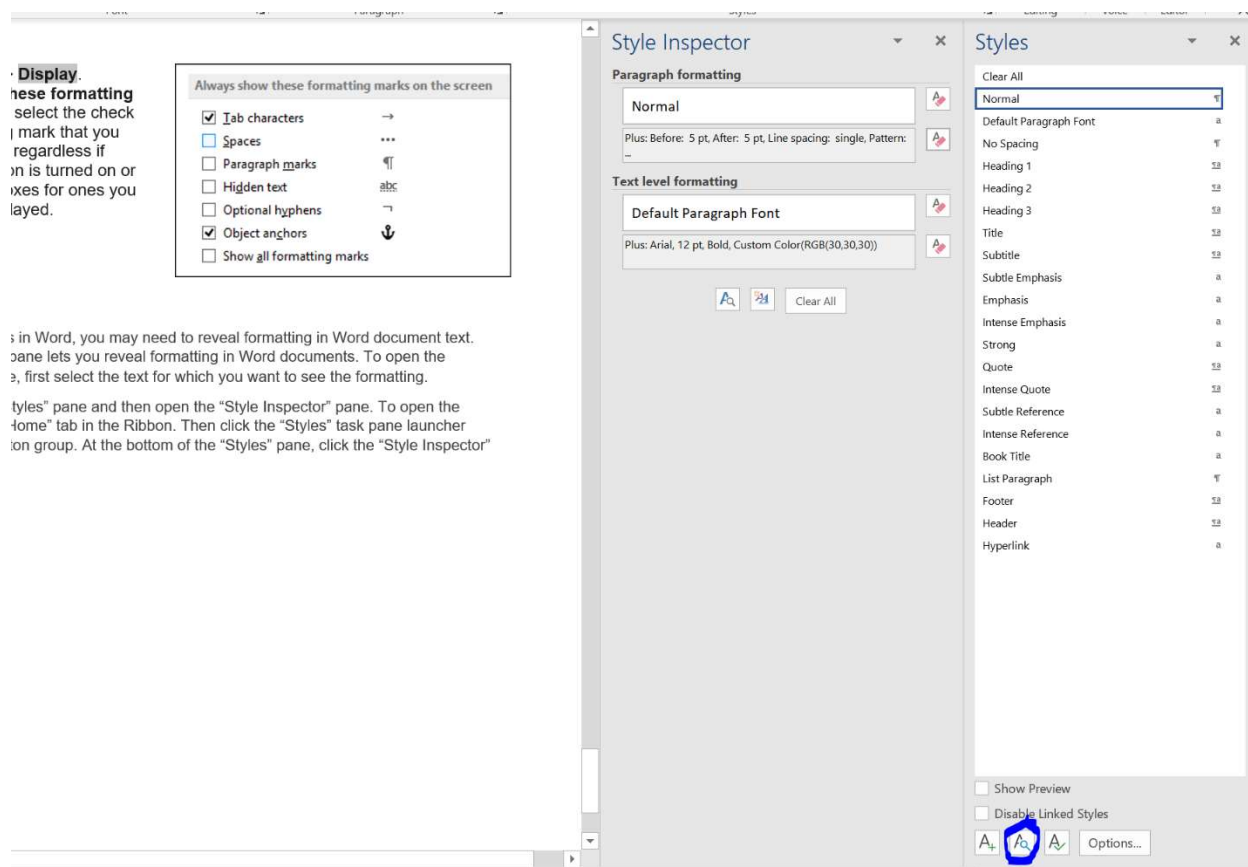 Styles
Display.
hese formatting
select the check
mark that you
regardless if
on is turned on or
oxes for ones you
layed.
Always show these formatting marks on the screen
Tab characters →
Spaces ···
Paragraph marks ¶
Hidden text abc
Optional hyphens ¬
Object anchors
Show all formatting marks
s in Word, you may need to reveal formatting in Word document text.
pane lets you reveal formatting in Word documents. To open the
e, first select the text for which you want to see the formatting.
tyles” pane and then open the “Style Inspector” pane. To open the
Home” tab in the Ribbon. Then click the “Styles” task pane launcher
ton group. At the bottom of the “Styles” pane, click the “Style Inspector”
Style Inspector
Paragraph formatting
Normal
Plus: Before: 5 pt, After: 5 pt, Line spacing: single, Pattern:
–
Text level formatting
Default Paragraph Font
Plus: Arial, 12 pt, Bold, Custom Color(RGB(30,30,30))
Clear All
Styles
Clear All
Normal ¶
Default Paragraph Font a
No Spacing ¶
Heading 1 ¶a
Heading 2 ¶a
Heading 3 ¶a
Title ¶a
Subtitle ¶a
Subtle Emphasis a
Emphasis a
Intense Emphasis a
Strong a
Quote ¶a
Intense Quote ¶a
Subtle Reference a
Intense Reference a
Book Title a
List Paragraph ¶
Footer ¶a
Header ¶a
Hyperlink a
Show Preview
Disable Linked Styles
Options...